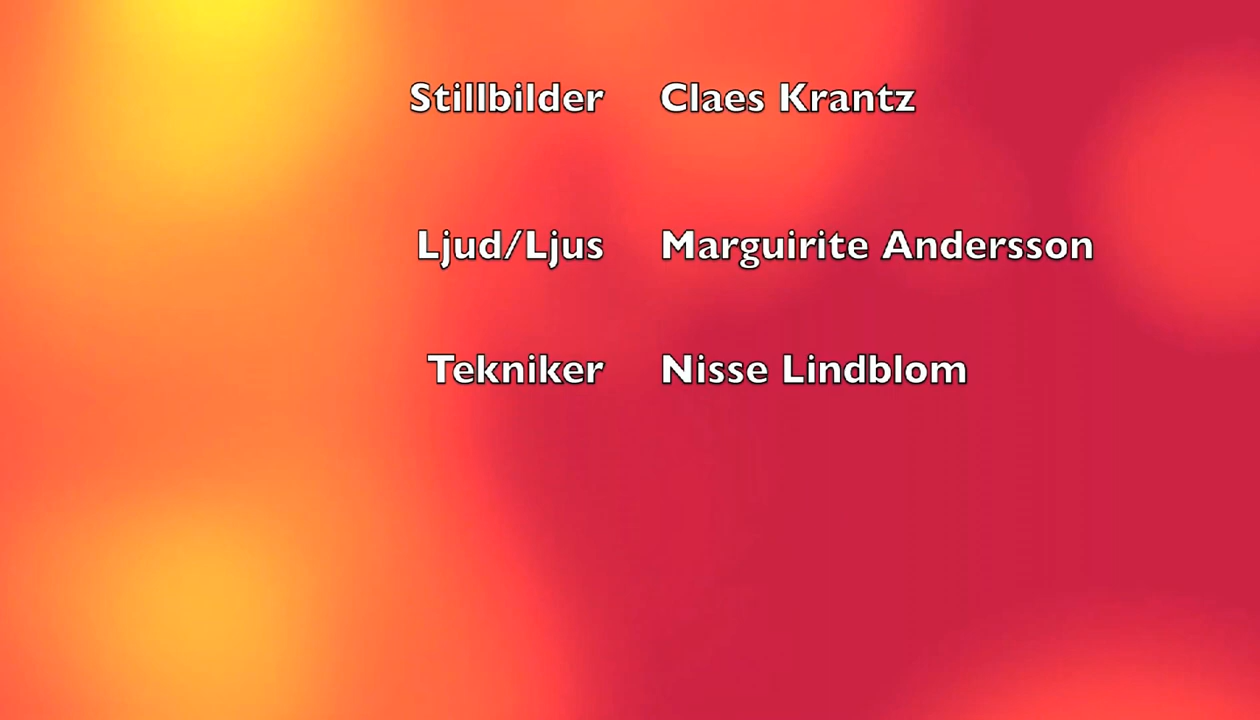 Stillbilder Claes Krantz
Ljud/Ljus Marguirite Andersson
Tekniker Nisse Lindblom